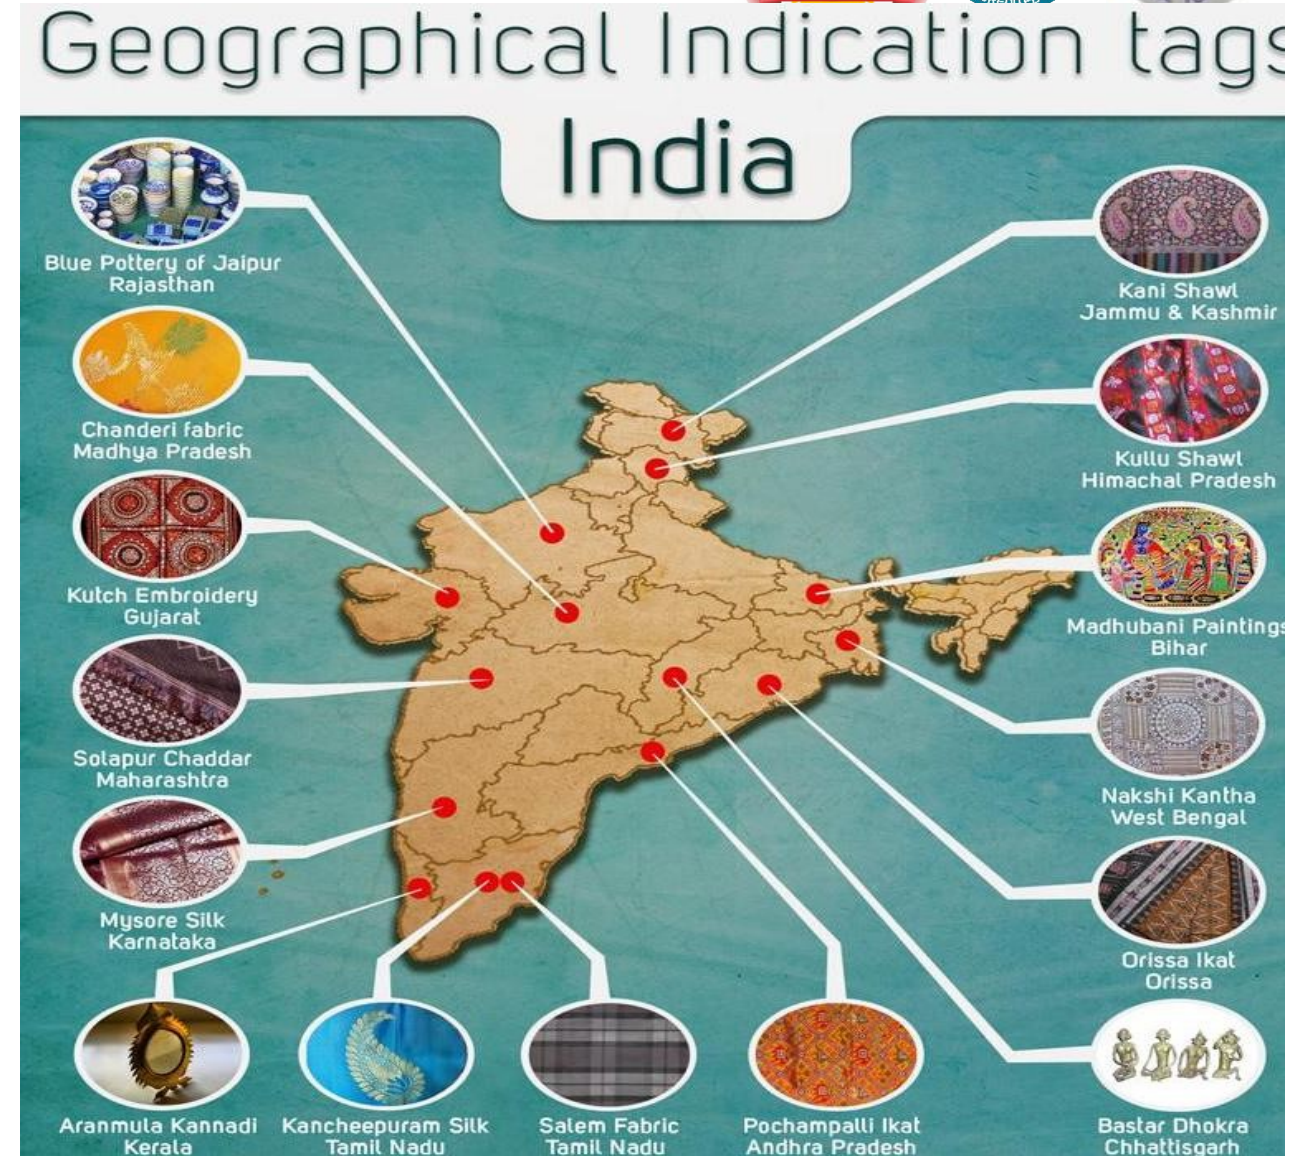 Geographical Indication tags
India
Blue Pottery of Jaipur
Rajasthan
Chanderi fabric
Madhya Pradesh
Kutch Embroidery
Gujarat
Solapur Chaddar
Maharashtra
Mysore Silk
Karnataka
Aranmula Kannadi
Kerala
Kancheepuram Silk
Tamil Nadu
Salem Fabric
Tamil Nadu
Pochampalli Ikat
Andhra Pradesh
Kani Shawl
Jammu & Kashmir
Kullu Shawl
Himachal Pradesh
Madhubani Paintings
Bihar
Nakshi Kantha
West Bengal
Orissa Ikat
Orissa
Bastar Dhokra
Chhattisgarh